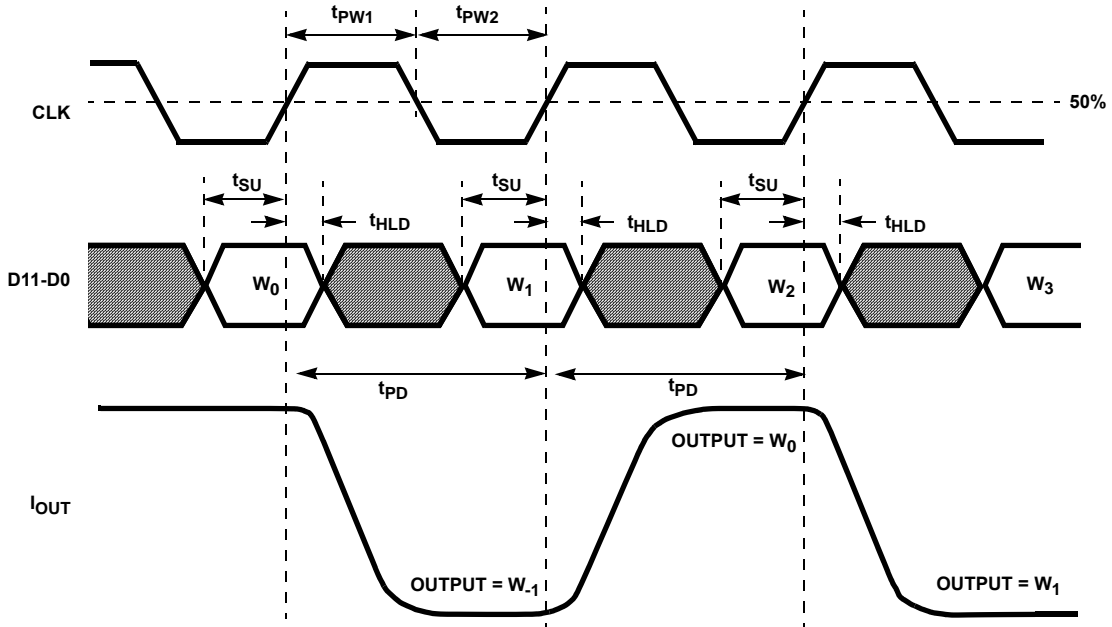 tPW1 tPW2
50%
CLK
tSU tSU tSU
tHLD tHLD tHLD
D11-D0 W0 W1 W2 W3
tPD tPD
OUTPUT = W0
IOUT
OUTPUT = W-1 OUTPUT = W1